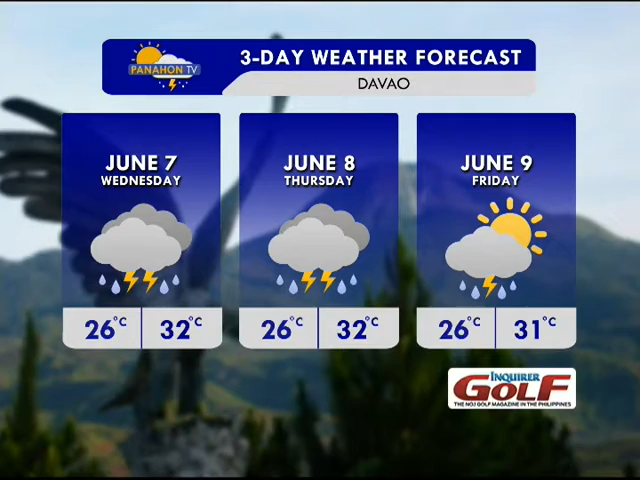 PANAHON TV
3-DAY WEATHER FORECAST
DAVAO
JUNE 7
WEDNESDAY
26°C 32°C
JUNE 8
THURSDAY
26°C 32°C
JUNE 9
FRIDAY
26°C 31°C
INQUIRER
GOLF
THE NO.1 GOLF MAGAZINE IN THE PHILIPPINES